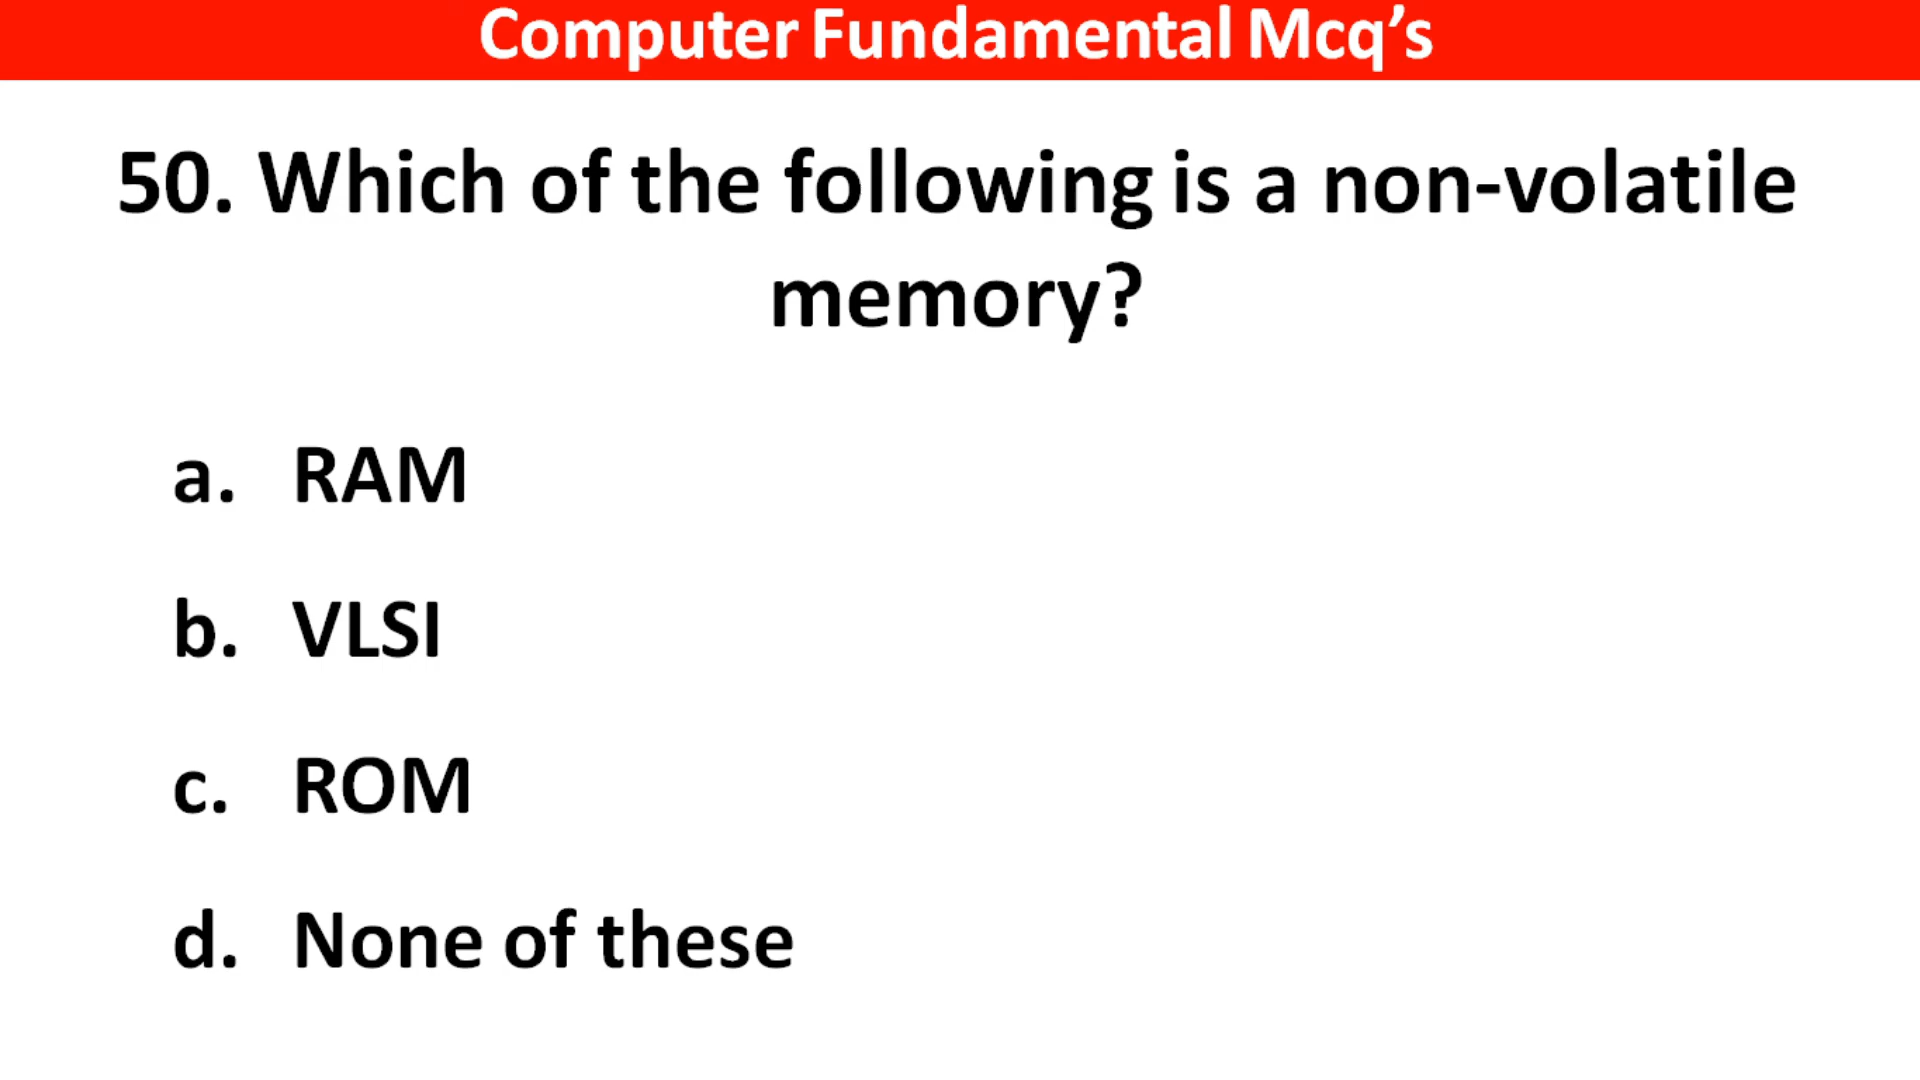 Computer Fundamental Mcq’s
50. Which of the following is a non-volatile
memory?
a. RAM
b. VLSI
c. ROM
d. None of these